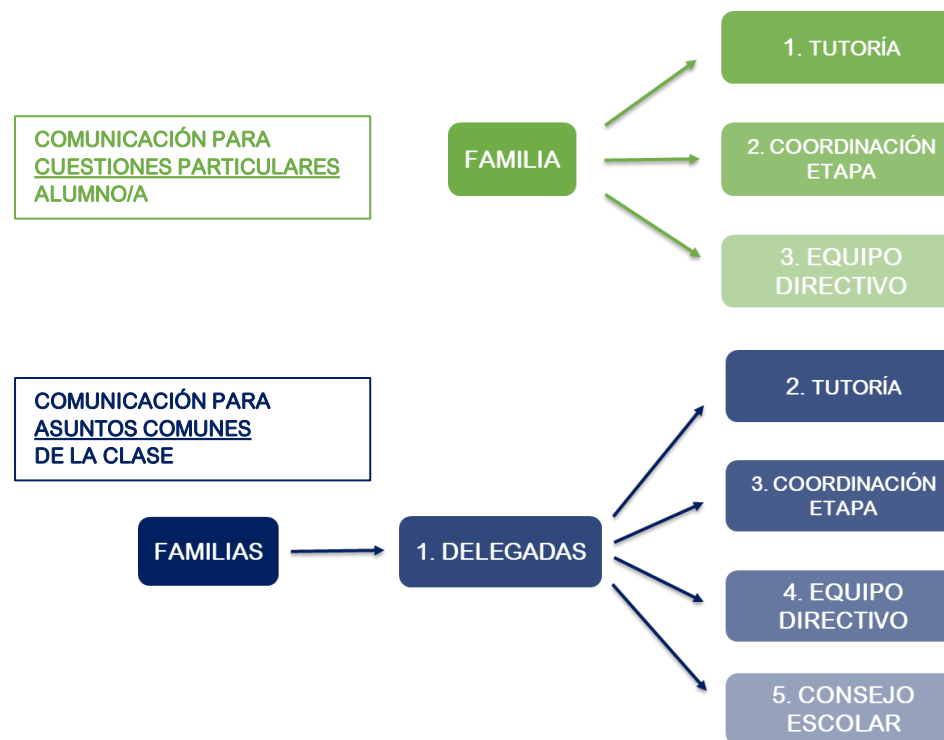 1. TUTORÍA
COMUNICACIÓN PARA
CUESTIONES PARTICULARES
ALUMNO/A
FAMILIA
2. COORDINACIÓN
ETAPA
3. EQUIPO
DIRECTIVO
COMUNICACIÓN PARA
ASUNTOS COMUNES
DE LA CLASE
2. TUTORÍA
3. COORDINACIÓN
ETAPA
FAMILIAS
1. DELEGADAS
4. EQUIPO
DIRECTIVO
5. CONSEJO
ESCOLAR